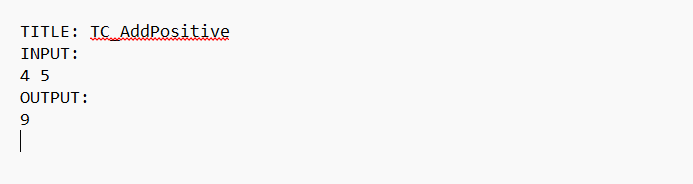 TITLE: TC_AddPositive
INPUT:
4 5
OUTPUT:
9